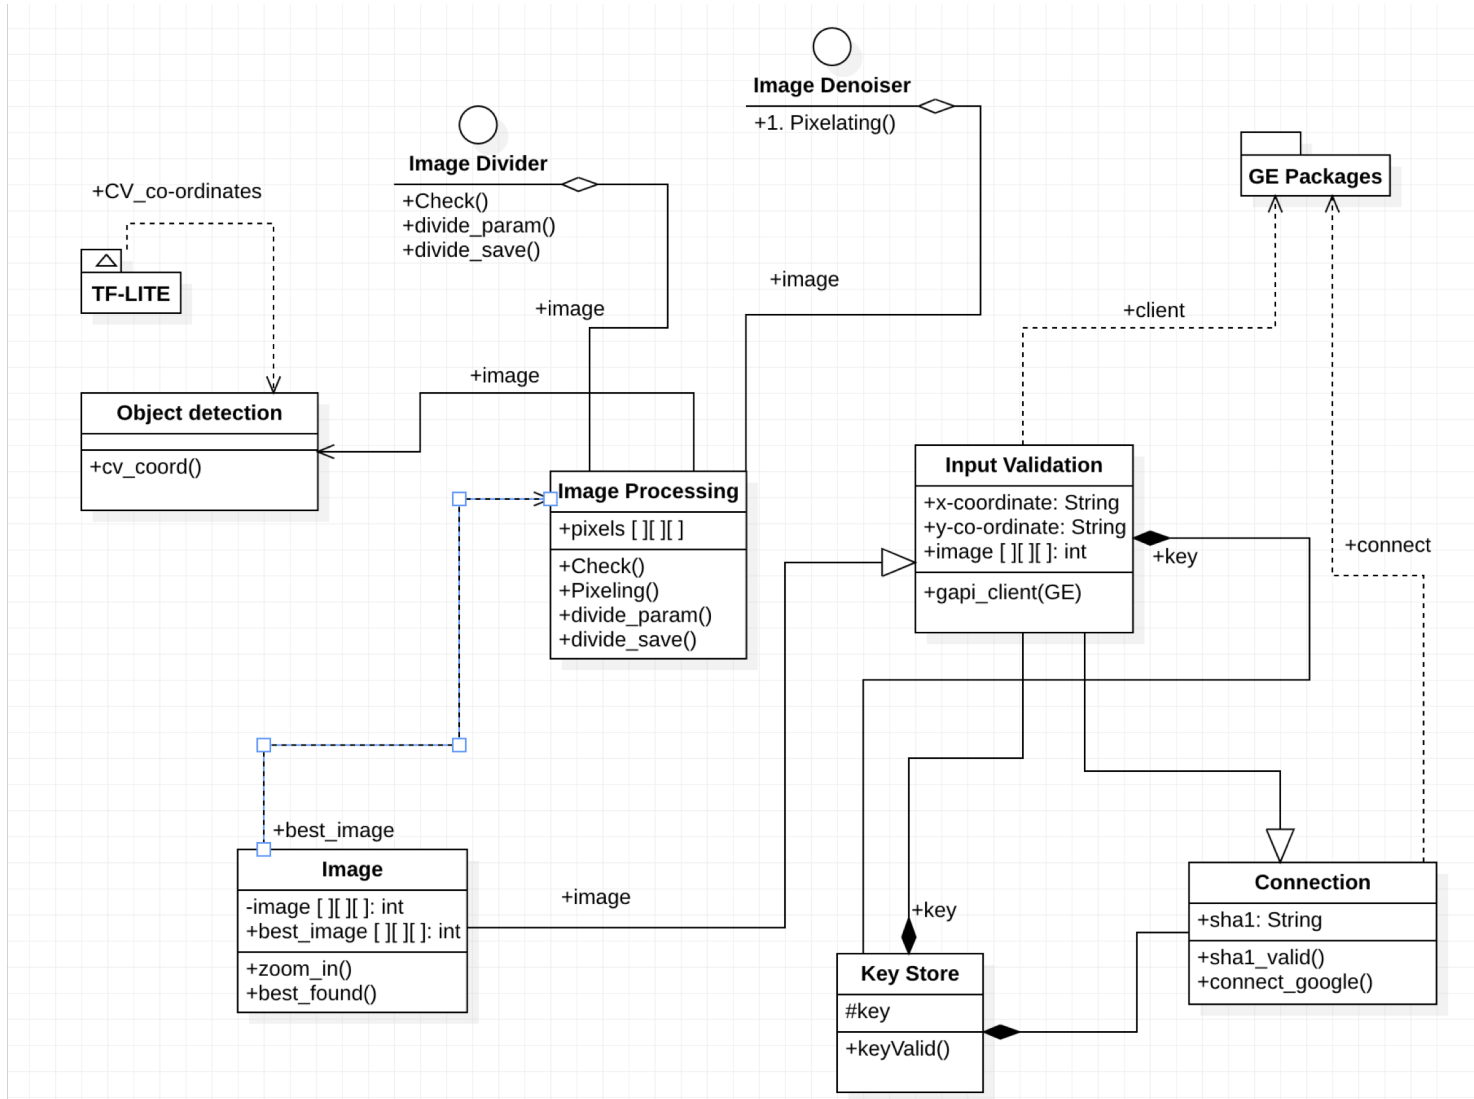 Image Denoiser
+1. Pixelating()
Image Divider
+Check()
+divide_param()
+divide_save()
GE Packages
+CV_co-ordinates
TF-LITE
+image
+image
+client
+image
Object detection
+cv_coord()
Image Processing
+pixels [ ][ ][ ]
+Check()
+Pixeling()
+divide_param()
+divide_save()
Input Validation
+x-coordinate: String
+y-co-ordinate: String
+image [ ][ ][ ]: int
+gapi_client(GE)
+key
+connect
+best_image
Image
-image [ ][ ][ ]: int
+best_image [ ][ ][ ]: int
+zoom_in()
+best_found()
+image
+key
Key Store
#key
+keyValid()
Connection
+sha1: String
+sha1_valid()
+connect_google()